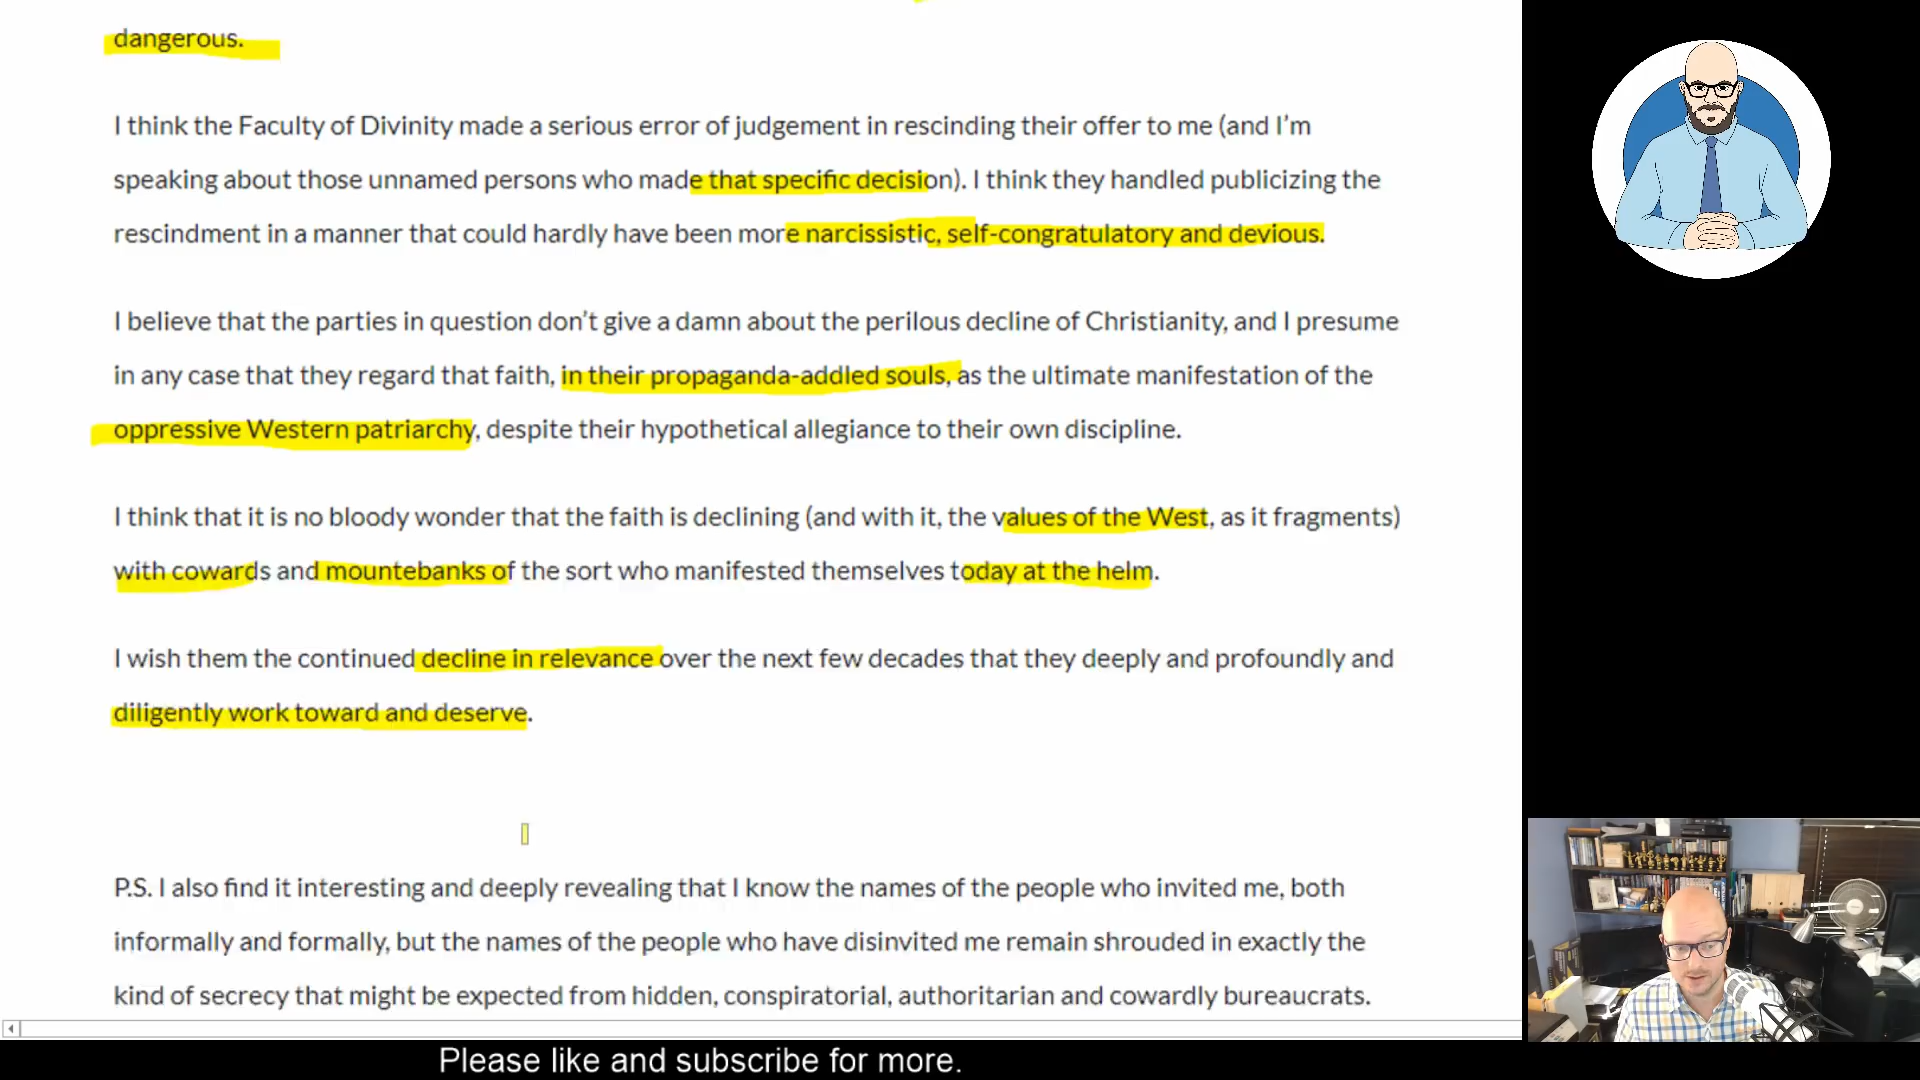 dangerous.
I think the Faculty of Divinity made a serious error of judgement in rescinding their offer to me (and I’m
speaking about those unnamed persons who made that specific decision). I think they handled publicizing the
rescindment in a manner that could hardly have been more narcissistic, self-congratulatory and devious.
I believe that the parties in question don’t give a damn about the perilous decline of Christianity, and I presume
in any case that they regard that faith, in their propaganda-addled souls, as the ultimate manifestation of the
oppressive Western patriarchy, despite their hypothetical allegiance to their own discipline.
I think that it is no bloody wonder that the faith is declining (and with it, the values of the West, as it fragments)
with cowards and mountebanks of the sort who manifested themselves today at the helm.
I wish them the continued decline in relevance over the next few decades that they deeply and profoundly and
diligently work toward and deserve.
P.S. I also find it interesting and deeply revealing that I know the names of the people who invited me, both
informally and formally, but the names of the people who have disinvited me remain shrouded in exactly the
kind of secrecy that might be expected from hidden, conspiratorial, authoritarian and cowardly bureaucrats.
Please like and subscribe for more.